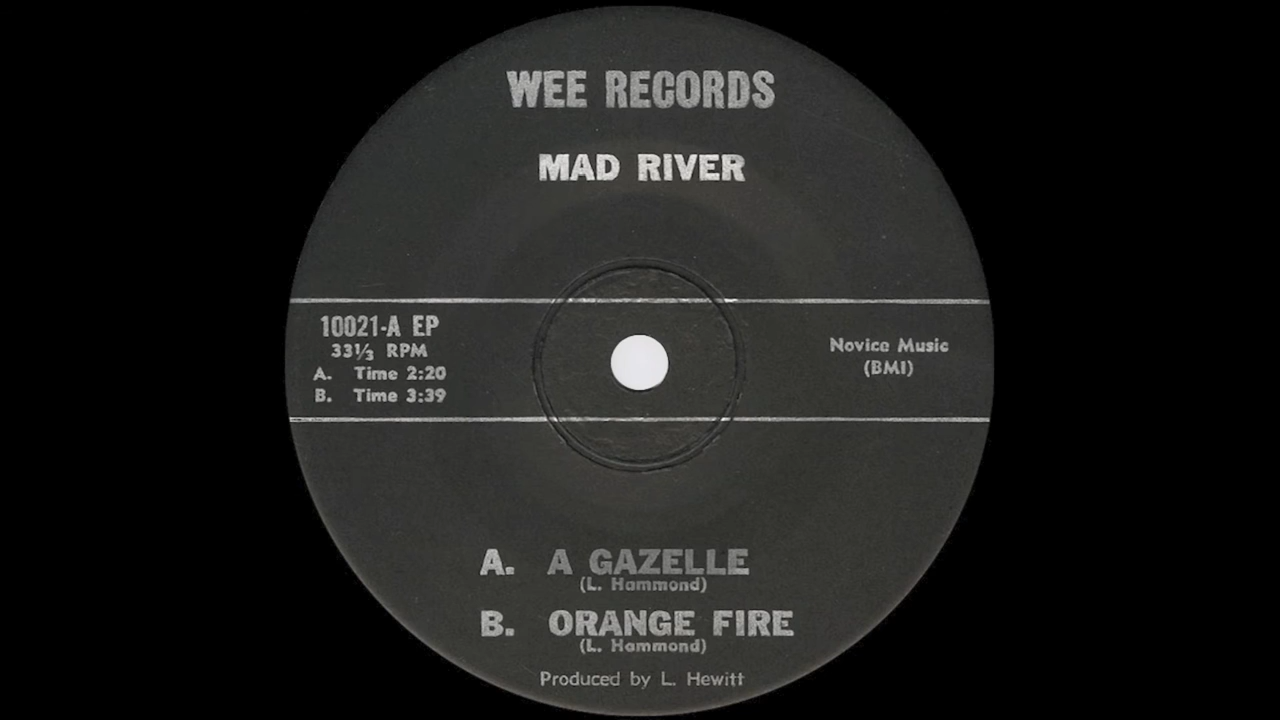 WEE RECORDS
MAD RIVER
10021-A EP
33⅓ RPM
A. Time 2:20
B. Time 3:39
Novice Music
(BMI)
A. A GAZELLE
(L. Hammond)
B. ORANGE FIRE
(L. Hammond)
Produced by L. Hewitt